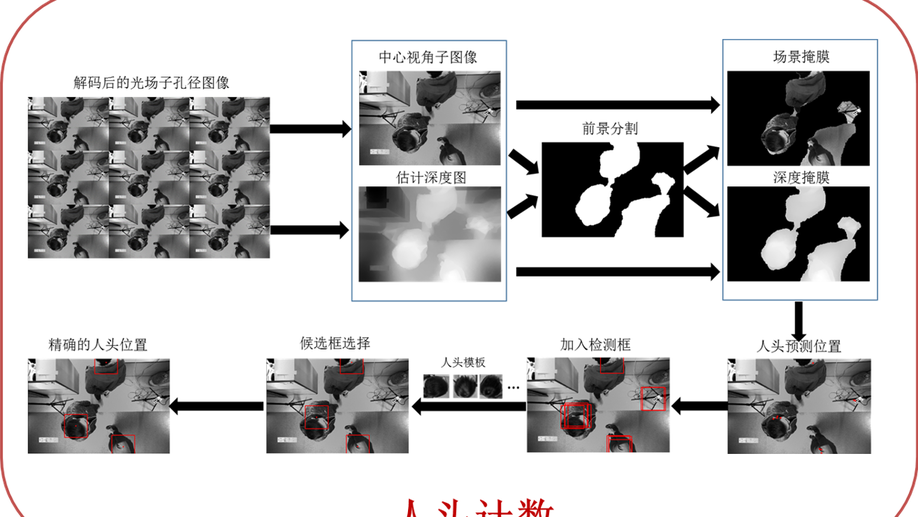 解码后的光场子孔径图像
中心视角子图像
估计深度图
前景分割
场景掩膜
深度掩膜
精确的人头位置
候选框选择
人头模板
...
加入检测框
人头预测位置
人头计数